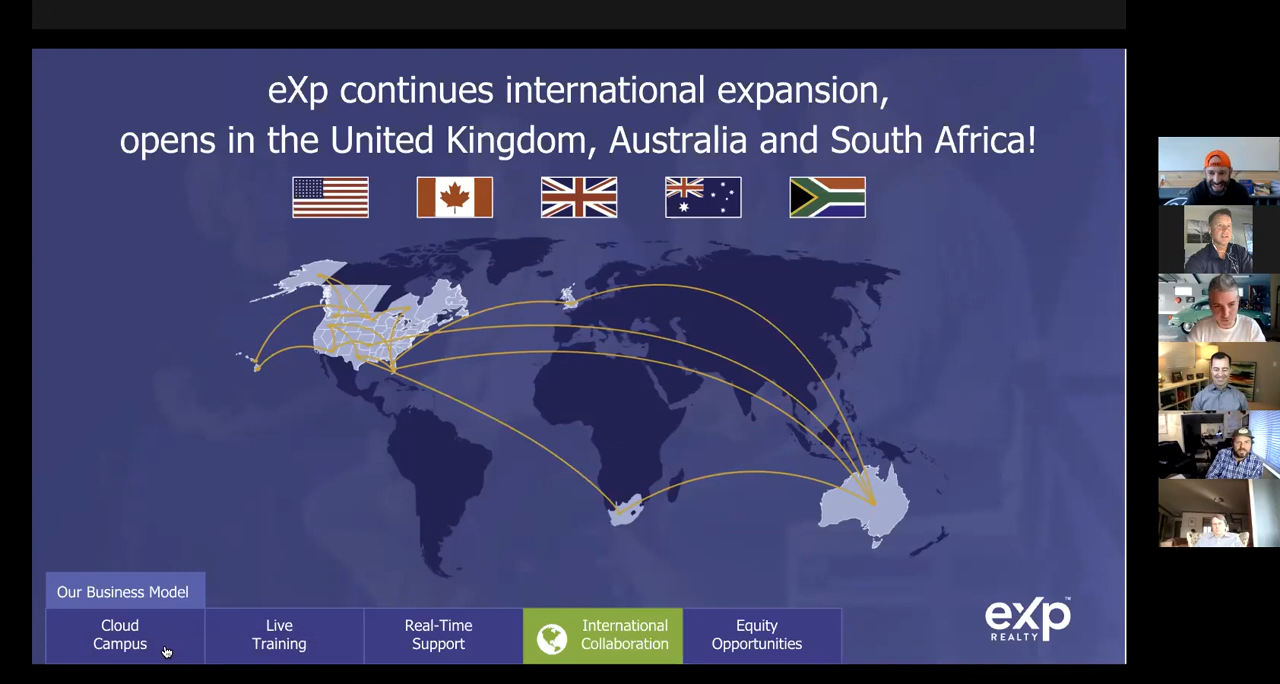 eXp continues international expansion,
opens in the United Kingdom, Australia and South Africa!
Our Business Model
Cloud
Campus
Live
Training
Real-Time
Support
International
Collaboration
Equity
Opportunities
eXp™
REALTY